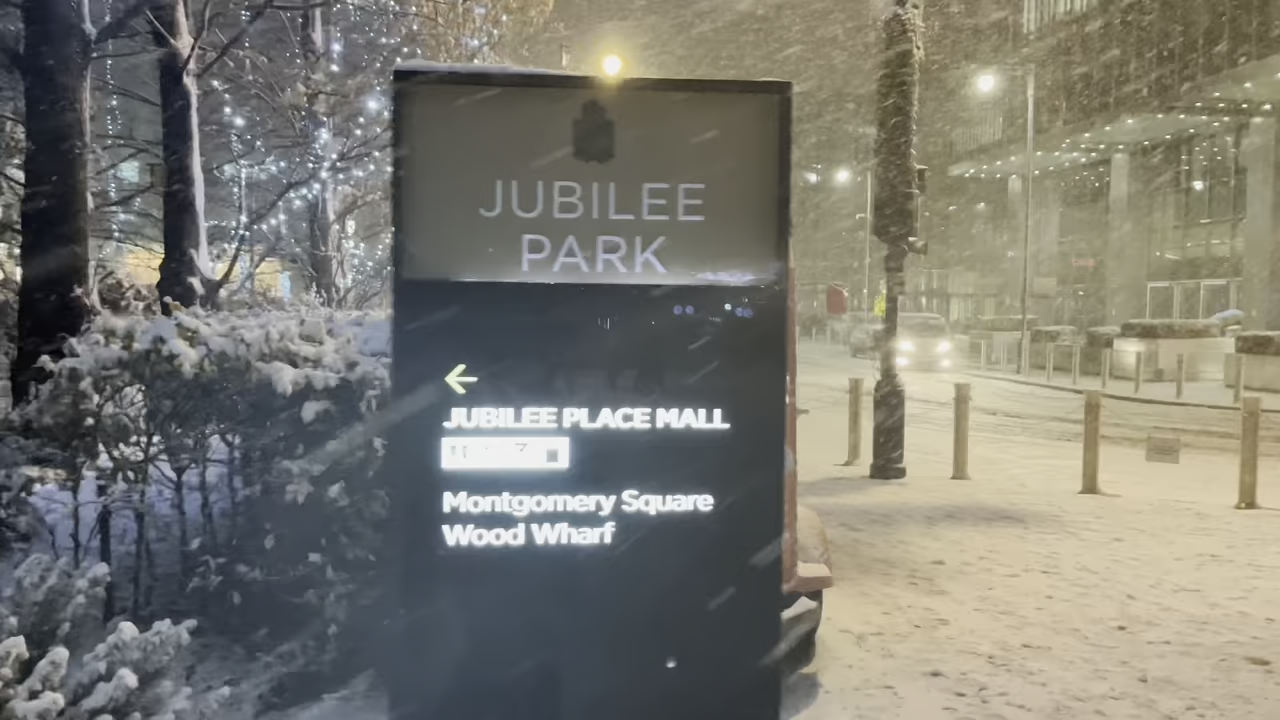 JUBILEE
PARK
←
JUBILEE PLACE MALL
Montgomery Square
Wood Wharf